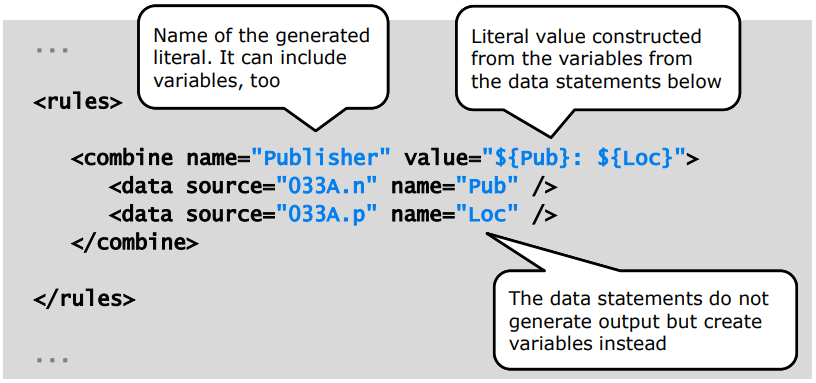 ...
Name of the generated
literal. It can include
variables, too
Literal value constructed
from the variables from
the data statements below
<rules>
<combine name="Publisher" value="${Pub}: ${Loc}">
<data source="033A.n" name="Pub" />
<data source="033A.p" name="Loc" />
</combine>
The data statements do not
generate output but create
variables instead
</rules>
...